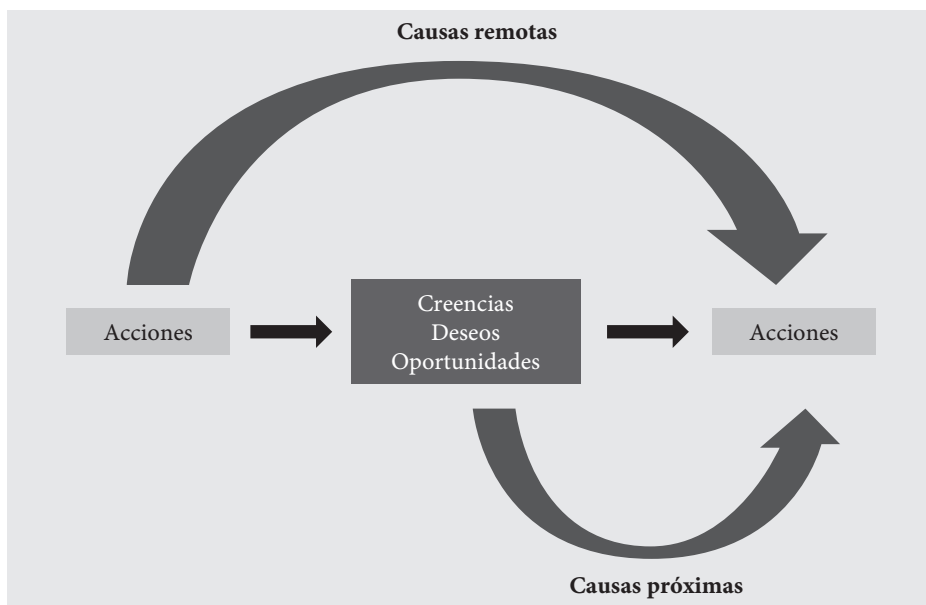 Causas remotas
Acciones
Creencias
Deseos
Oportunidades
Acciones
Causas próximas